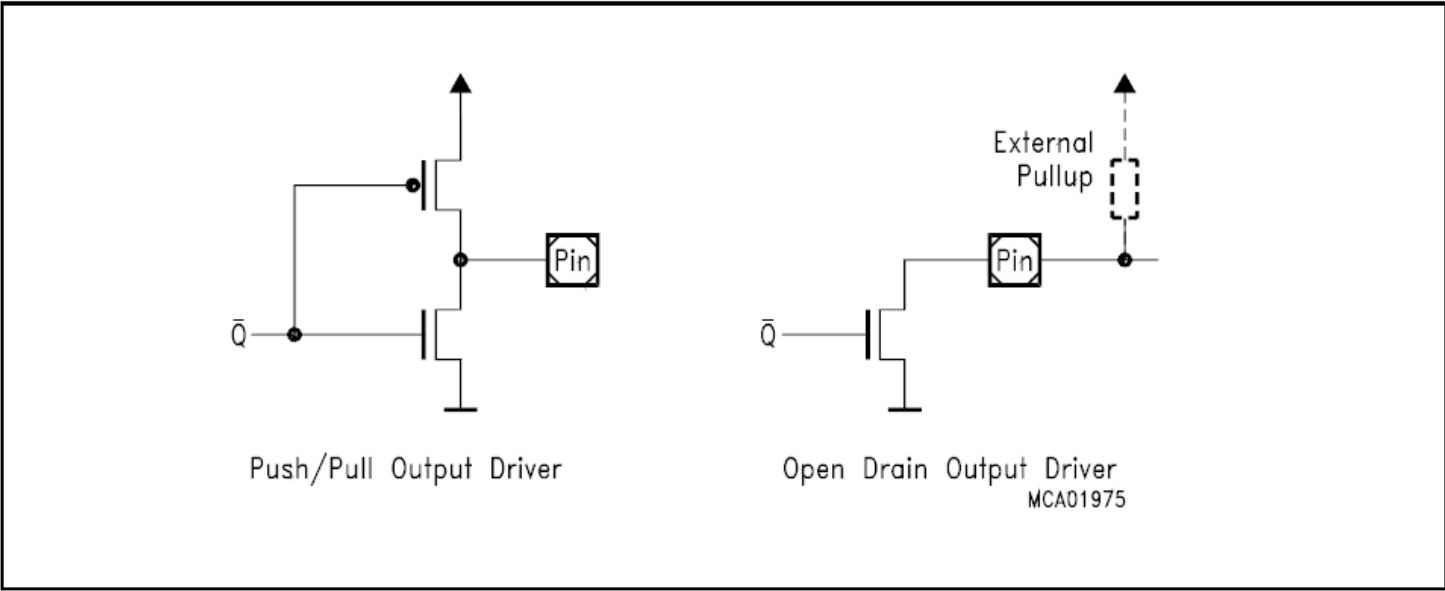 External
Pullup
Pin
Pin
Q̅
Q̅
Push/Pull Output Driver
Open Drain Output Driver
MCA01975